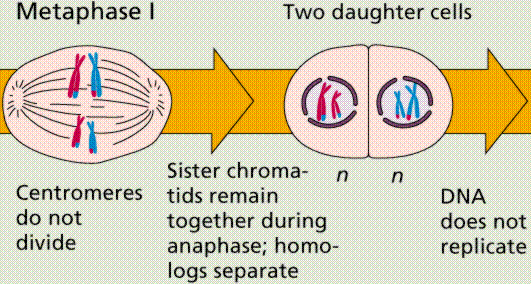 Metaphase I
Two daughter cells
Centromeres
do not
divide
Sister chroma-
tids remain
together during
anaphase; homo-
logs separate
n
n
DNA
does not
replicate